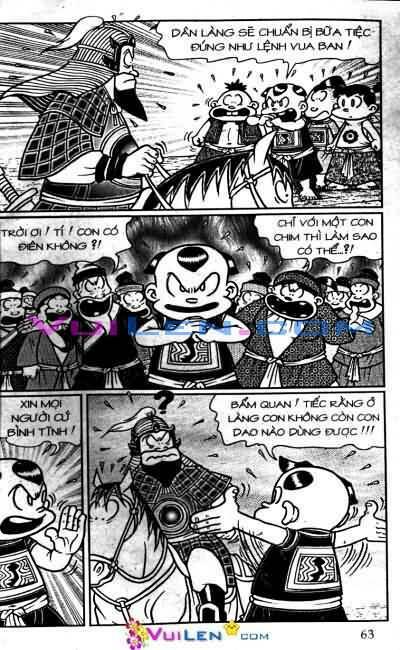 DÂN LÀNG SẼ CHUẨN BỊ BỮA TIỆC
ĐÚNG NHƯ LỆNH VUA BAN !
TRỜI ƠI ! TÍ ! CON CÓ
ĐIÊN KHÔNG ?!
CHỈ VỚI MỘT CON
CHIM THÌ LÀM SAO
CÓ THỂ...?!
VUILEN.COM
XIN MỌI
NGƯỜI CỨ
BÌNH TĨNH !
?
BẨM QUAN ! TIẾC RẰNG Ở
LÀNG CON KHÔNG CÒN CON
DAO NÀO DÙNG ĐƯỢC !!!
VUILEN.COM
63